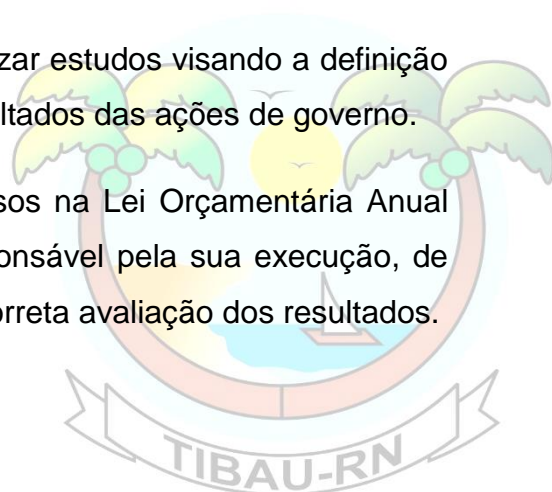 zar estudos visando a definição
ultados das ações de governo.
sos na Lei Orçamentária Anual
onsável pela sua execução, de
orreta avaliação dos resultados.
TIBAU-RN